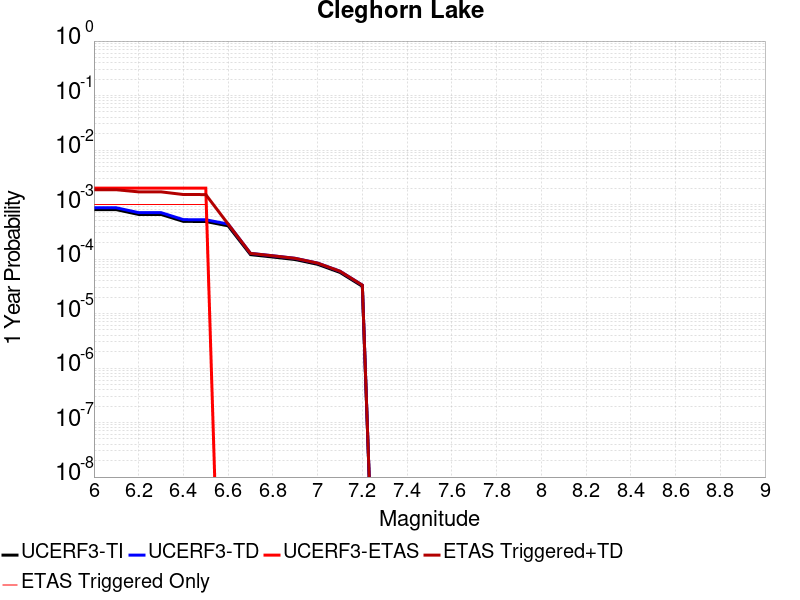 Cleghorn Lake
10^0
10^-1
10^-2
10^-3
10^-4
10^-5
10^-6
10^-7
10^-8
1 Year Probability
6 6.2 6.4 6.6 6.8 7 7.2 7.4 7.6 7.8 8 8.2 8.4 8.6 8.8 9
Magnitude
UCERF3-TI UCERF3-TD UCERF3-ETAS ETAS Triggered+TD
ETAS Triggered Only